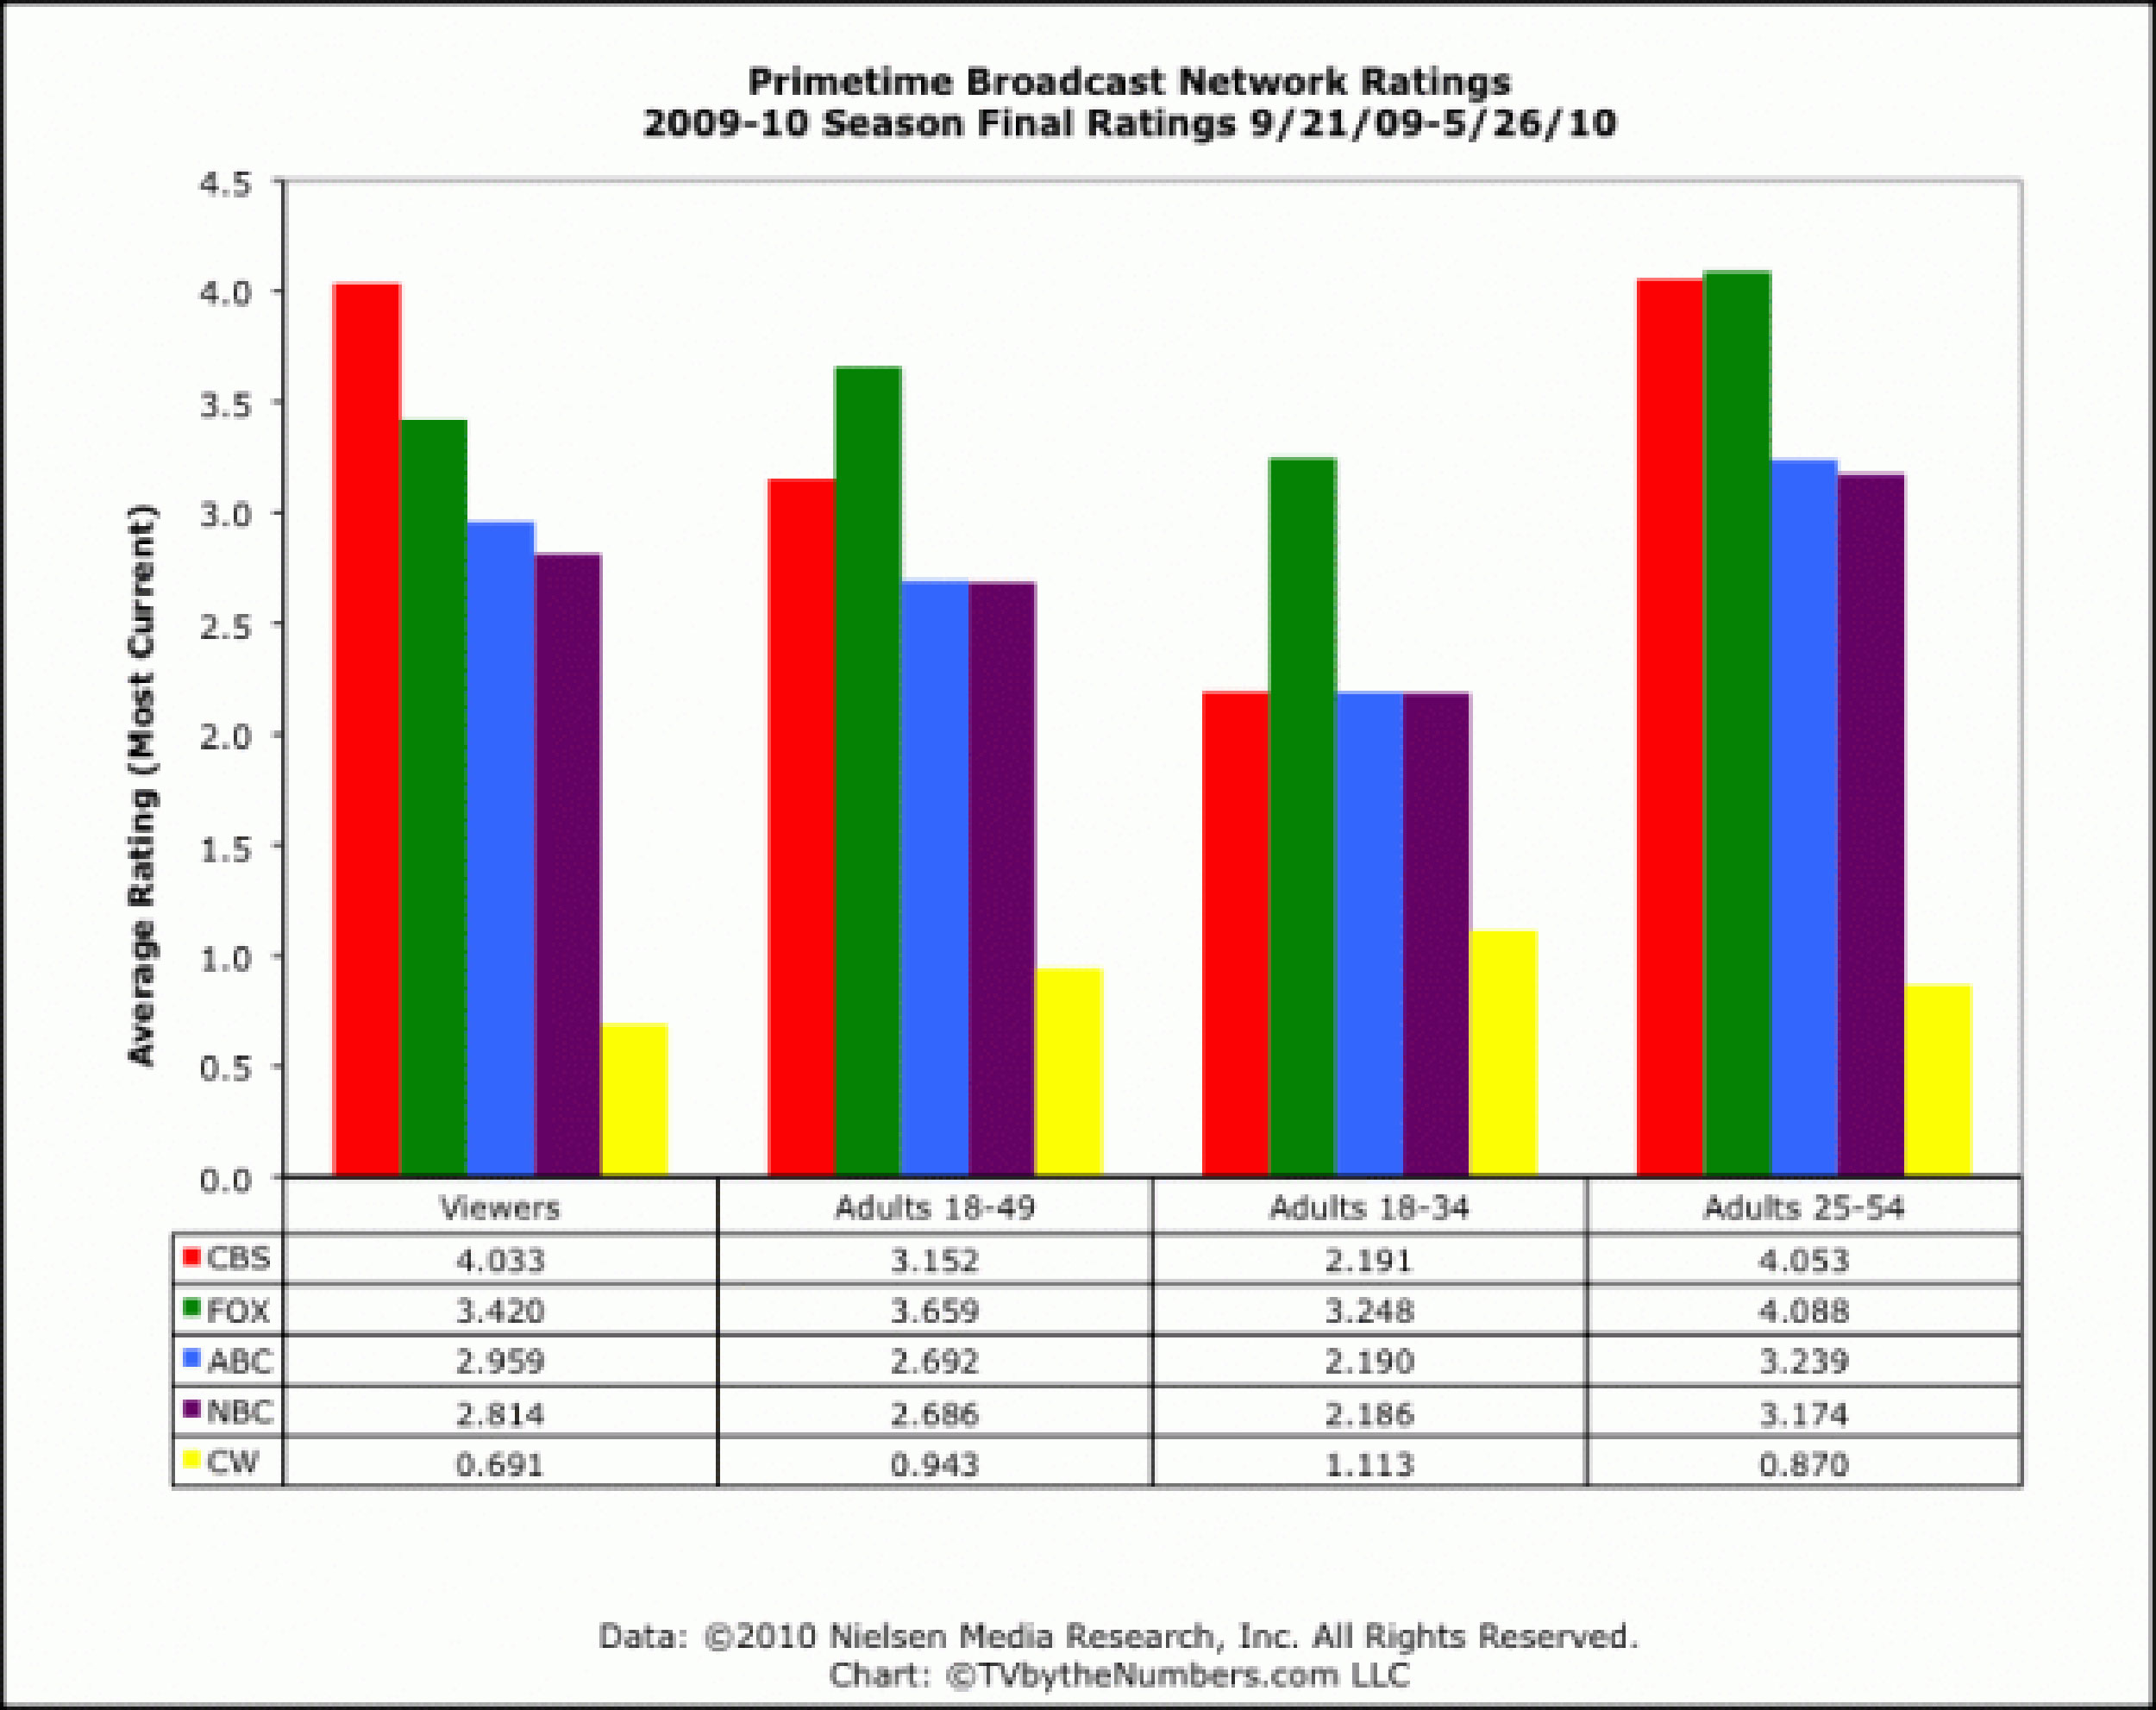 Primetime Broadcast Network Ratings
2009-10 Season Final Ratings 9/21/09-5/26/10
Average Rating (Most Current)
4.5
4.0
3.5
3.0
2.5
2.0
1.5
1.0
0.5
0.0
Viewers Adults 18-49 Adults 18-34 Adults 25-54
CBS 4.033 3.152 2.191 4.053
FOX 3.420 3.659 3.248 4.088
ABC 2.959 2.692 2.190 3.239
NBC 2.814 2.686 2.186 3.174
CW 0.691 0.943 1.113 0.870
Data: ©2010 Nielsen Media Research, Inc. All Rights Reserved.
Chart: ©TVbytheNumbers.com LLC